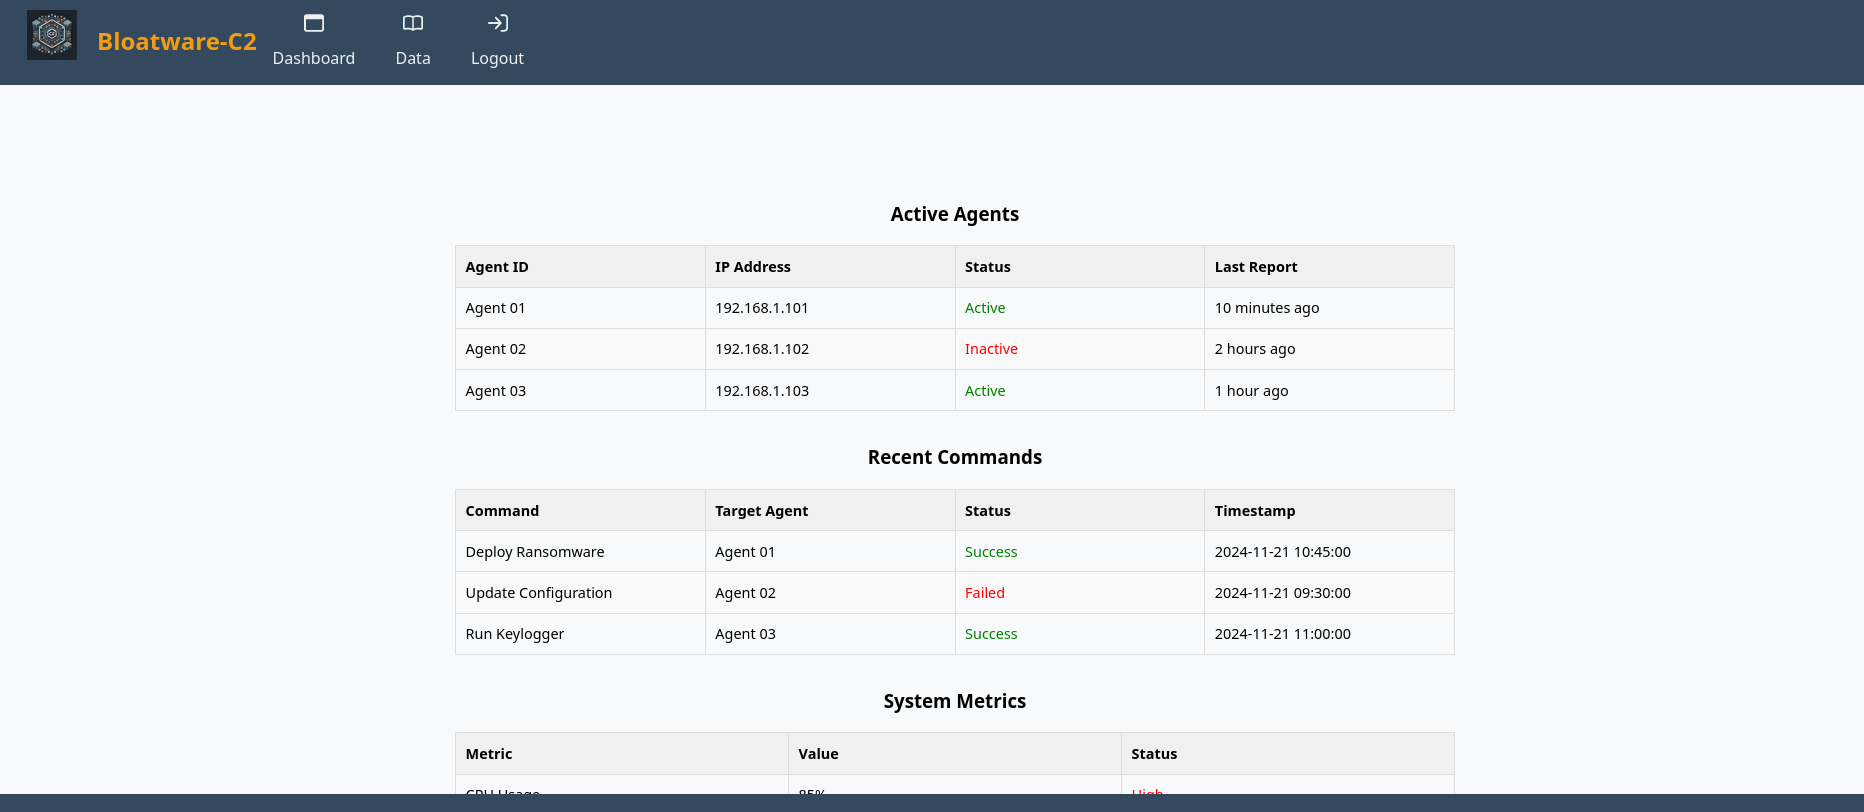 Bloatware-C2
Dashboard Data Logout
Active Agents
Agent ID IP Address Status Last Report
Agent 01 192.168.1.101 Active 10 minutes ago
Agent 02 192.168.1.102 Inactive 2 hours ago
Agent 03 192.168.1.103 Active 1 hour ago
Recent Commands
Command Target Agent Status Timestamp
Deploy Ransomware Agent 01 Success 2024-11-21 10:45:00
Update Configuration Agent 02 Failed 2024-11-21 09:30:00
Run Keylogger Agent 03 Success 2024-11-21 11:00:00
System Metrics
Metric Value Status
CPU Usage 85% High